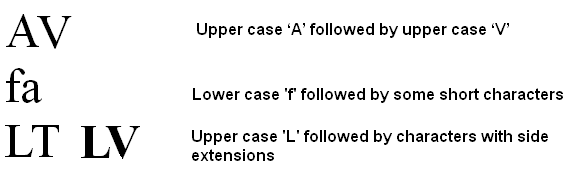 AV Upper case ‘A’ followed by upper case ‘V’
fa Lower case 'f' followed by some short characters
LT LV Upper case 'L' followed by characters with side
extensions